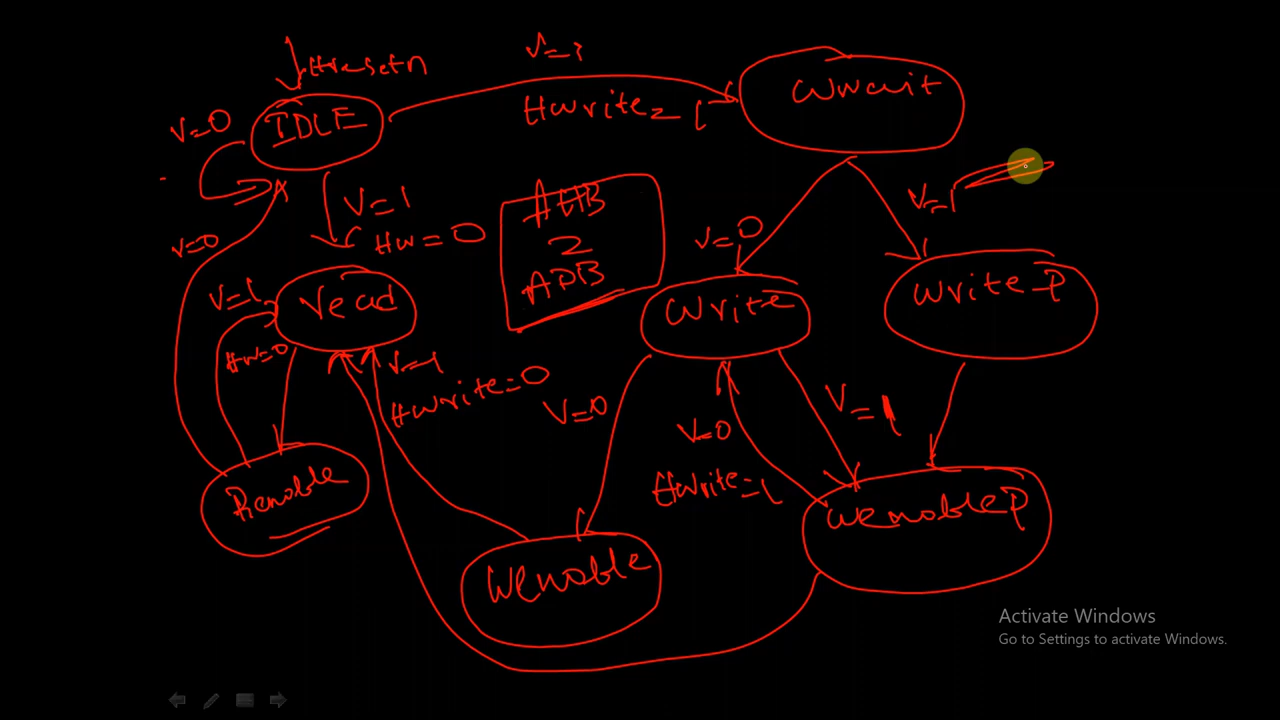 Hresetn
V=1
IDLE
V=0
Hwrite=1
Wwait
V=1
HW=0
AHB
2
APB
V=0
V=1
V=0
read
V=1
HW=0
write
write P
V=1
Hwrite=0
V=0
V=0
Hwrite=1
V=1
Renable
Wenable
wenableP
Activate Windows
Go to Settings to activate Windows.